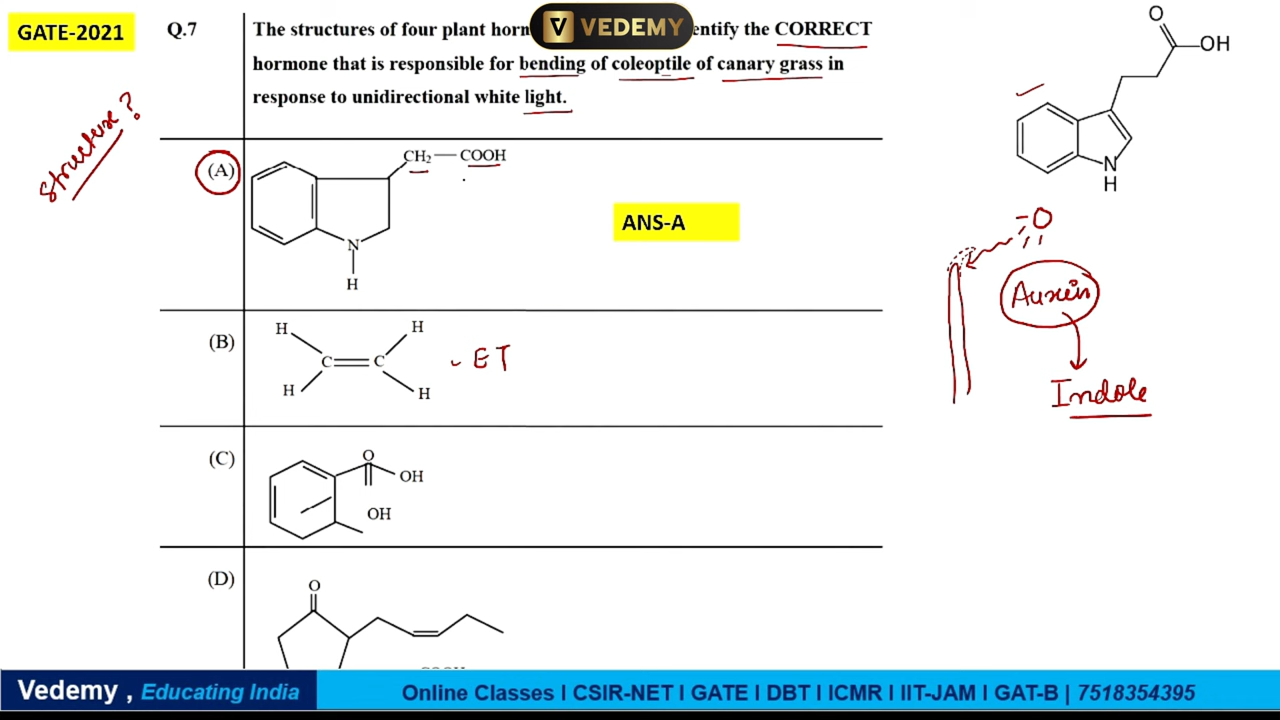 GATE-2021
Q.7
The structures of four plant horn
VEDEMY
entify the CORRECT
hormone that is responsible for bending of coleoptile of canary grass in
response to unidirectional white light.
Structure?
O
OH
N
H
(A)
CH₂—COOH
N
H
ANS-A
O
Auxin
Indole
(B)
H H
C C
H H
- ET
(C)
O
OH
OH
(D)
O
Vedemy , Educating India
Online Classes I CSIR-NET I GATE I DBT I ICMR I IIT-JAM I GAT-B | 7518354395